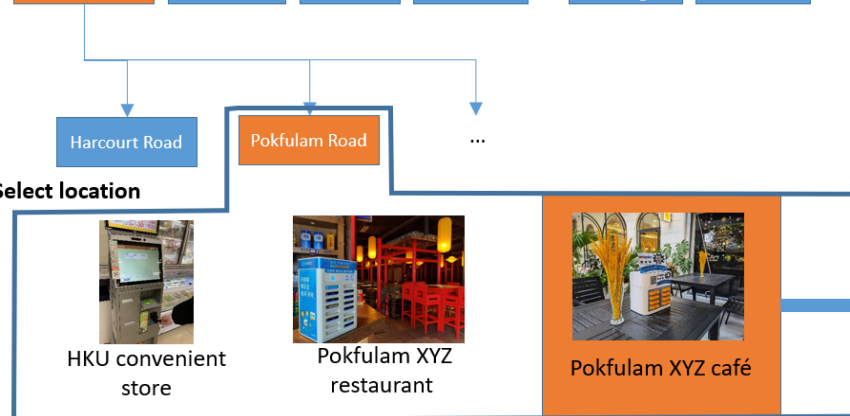 Harcourt Road
Pokfulam Road
...
Select location
HKU convenient
store
Pokfulam XYZ
restaurant
Pokfulam XYZ café